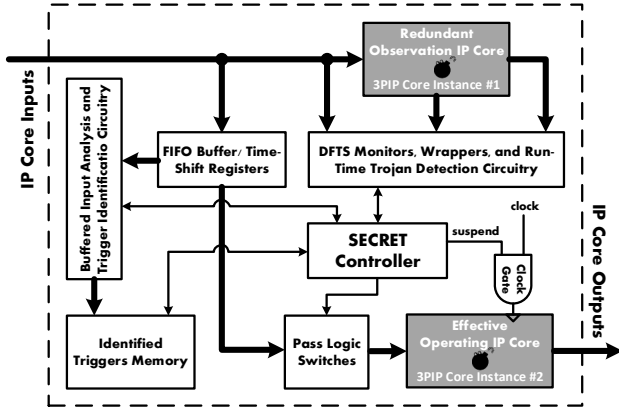 Redundant
Observation IP Core
3PIP Core Instance #1
IP Core Inputs
Buffered Input Analysis and
Trigger Identificatio Circuitry
FIFO Buffer/ Time-
Shift Registers
DFTS Monitors, Wrappers, and Run-
Time Trojan Detection Circuitry
SECRET
Controller
suspend
clock
Clock
Gate
Identified
Triggers Memory
Pass Logic
Switches
Effective
Operating IP Core
3PIP Core Instance #2
IP Core Outputs